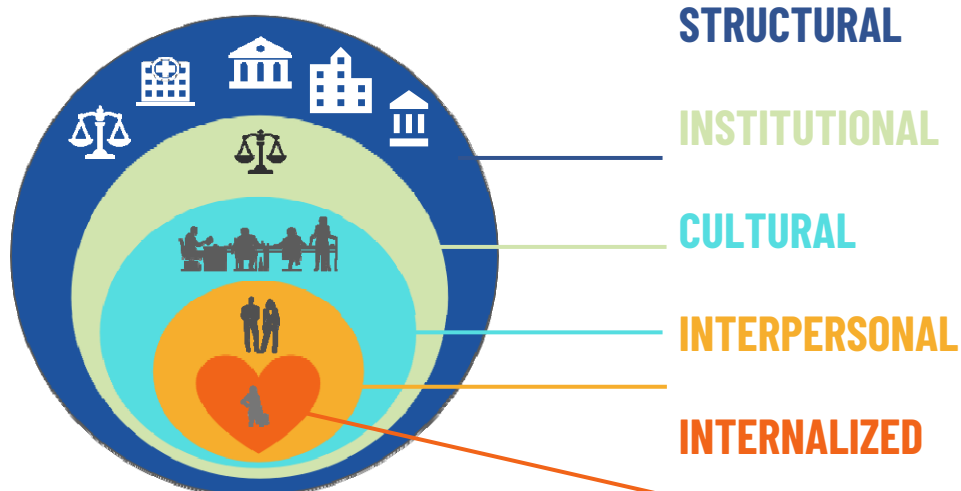 STRUCTURAL
INSTITUTIONAL
CULTURAL
INTERPERSONAL
INTERNALIZED